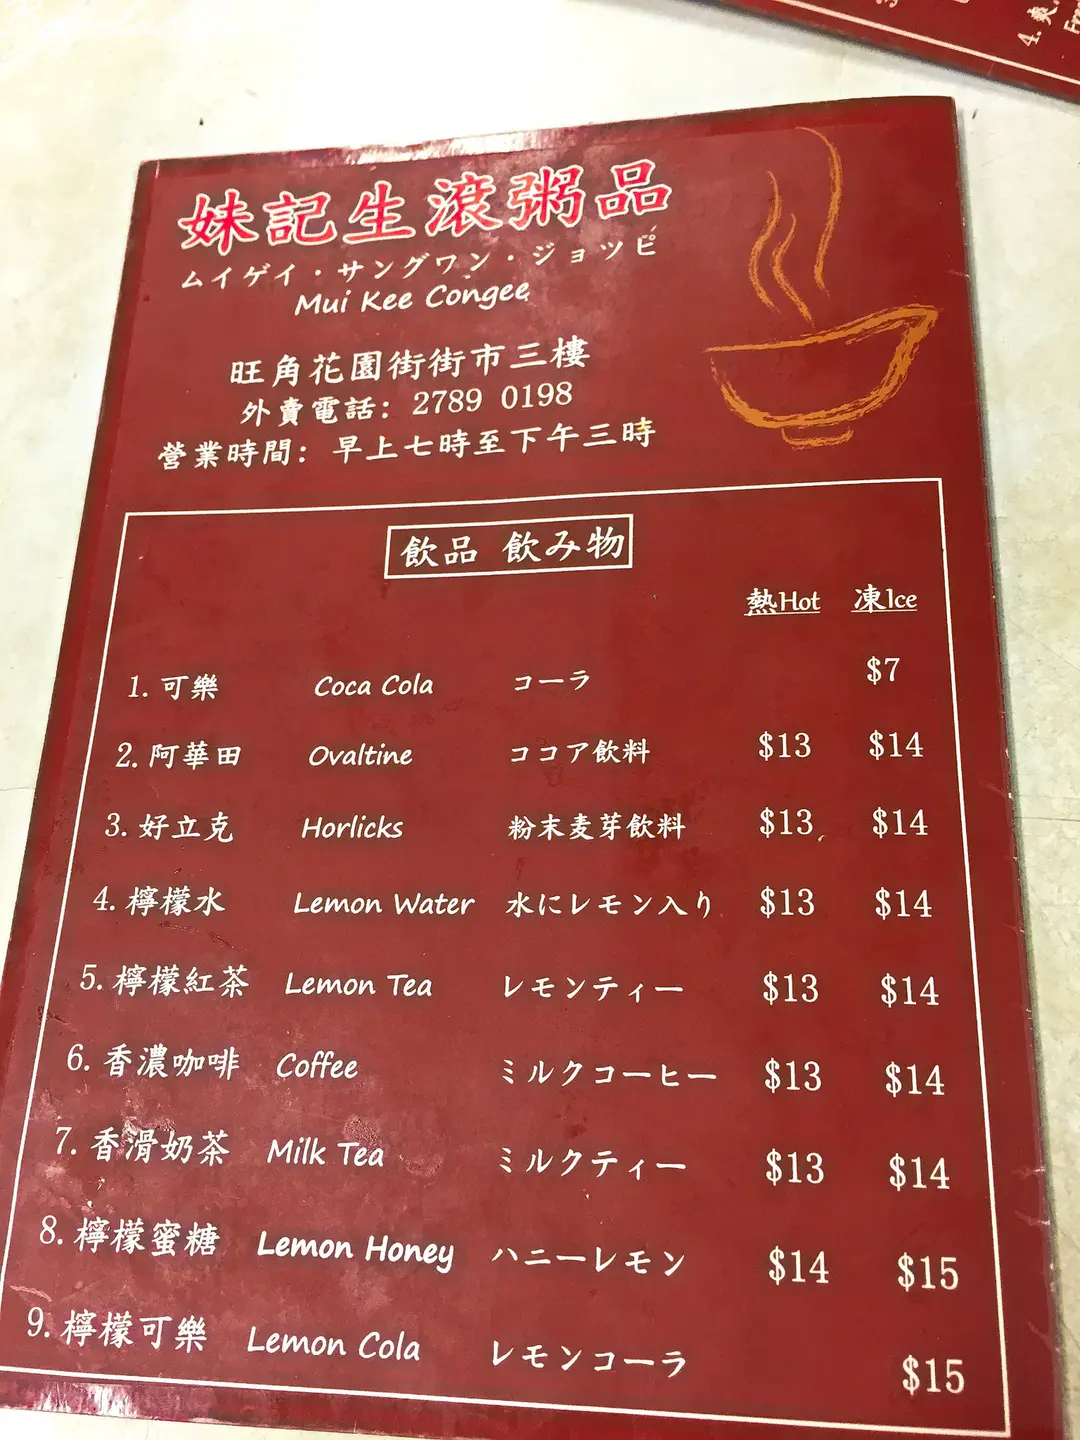 妹記生滾粥品
ムイゲイ・サングワン・ジョツピ
Mui Kee Congee
旺角花園街街市三樓
外賣電話: 2789 0198
營業時間: 早上七時至下午三時
飲品 飲み物
熱Hot 凍Ice
1. 可樂 Coca Cola コーラ $7
2. 阿華田 Ovaltine ココア飲料 $13 $14
3. 好立克 Horlicks 粉末麦芽飲料 $13 $14
4. 檸檬水 Lemon Water 水にレモン入り $13 $14
5. 檸檬紅茶 Lemon Tea レモンティー $13 $14
6. 香濃咖啡 Coffee ミルクコーヒー $13 $14
7. 香滑奶茶 Milk Tea ミルクティー $13 $14
8. 檸檬蜜糖 Lemon Honey ハニーレモン $14 $15
9. 檸檬可樂 Lemon Cola レモンコーラ $15
4. 爽